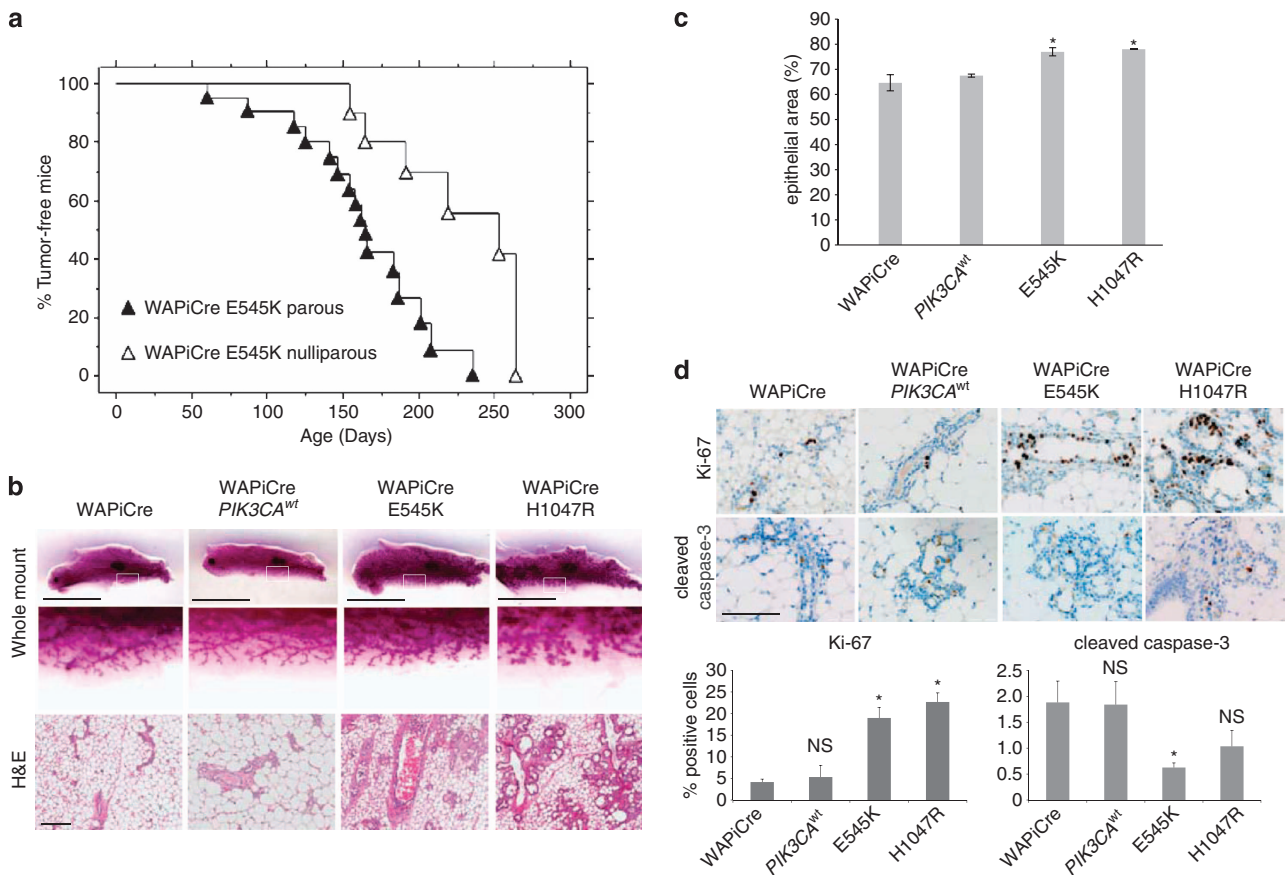 a
100
80
60
40
20
0
% Tumor-free mice
WAPiCre E545K parous
WAPiCre E545K nulliparous
0 50 100 150 200 250 300
Age (Days)
b
WAPiCre
WAPiCre PIK3CAwt
WAPiCre E545K
WAPiCre H1047R
Whole mount
H&E
c
90
80
70
60
50
40
30
20
10
0
epithelial area (%)
* *
WAPiCre PIK3CAwt E545K H1047R
d
WAPiCre
WAPiCre PIK3CAwt
WAPiCre E545K
WAPiCre H1047R
Ki-67
cleaved caspase-3
Ki-67
30
25
20
15
10
5
0
% positive cells
NS * *
WAPiCre PIK3CAwt E545K H1047R
cleaved caspase-3
2.5
2.0
1.5
1.0
0.5
0
NS * NS
WAPiCre PIK3CAwt E545K H1047R